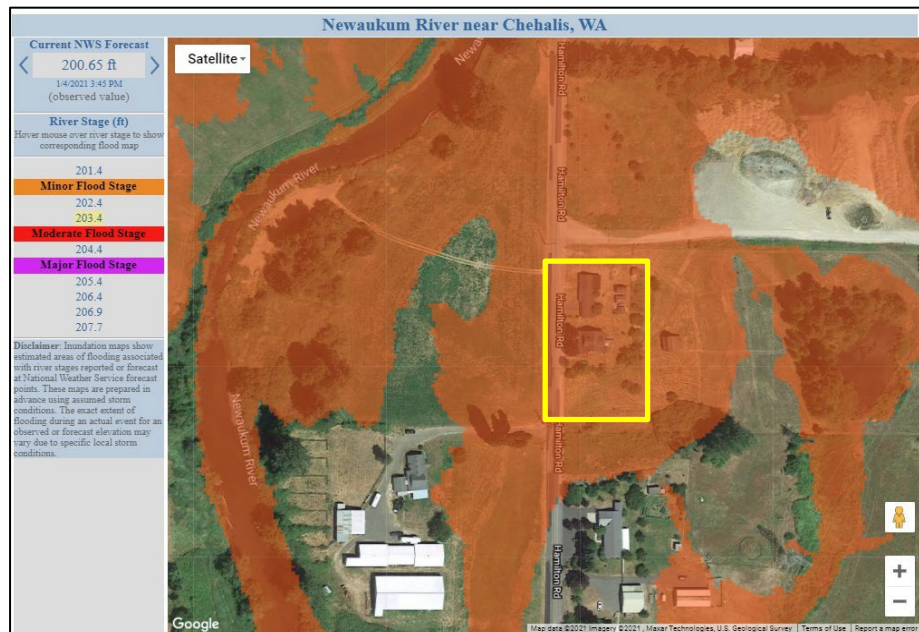 Newaukum River near Chehalis, WA
Current NWS Forecast
200.65 ft
1/4/2021 3:45 PM
(observed value)
River Stage (ft)
Hover mouse over river stage to show
corresponding flood map
201.4
Minor Flood Stage
202.4
203.4
Moderate Flood Stage
204.4
Major Flood Stage
205.4
206.4
206.9
207.7
Disclaimer: Inundation maps show
estimated areas of flooding associated
with river stages reported or forecast
at National Weather Service forecast
points. These maps are prepared in
advance using assumed storm
conditions. The exact extent of
flooding during an actual event for an
observed or forecast elevation may
vary due to specific local storm
conditions.
Satellite
Newaukum River
Newaukum River
Hamilton Rd
Hamilton Rd
Hamilton Rd
Hamilton Rd
Hamilton Rd
Google
Map data ©2021 Imagery ©2021 , Maxar Technologies, U.S. Geological Survey
Terms of Use
Report a map error